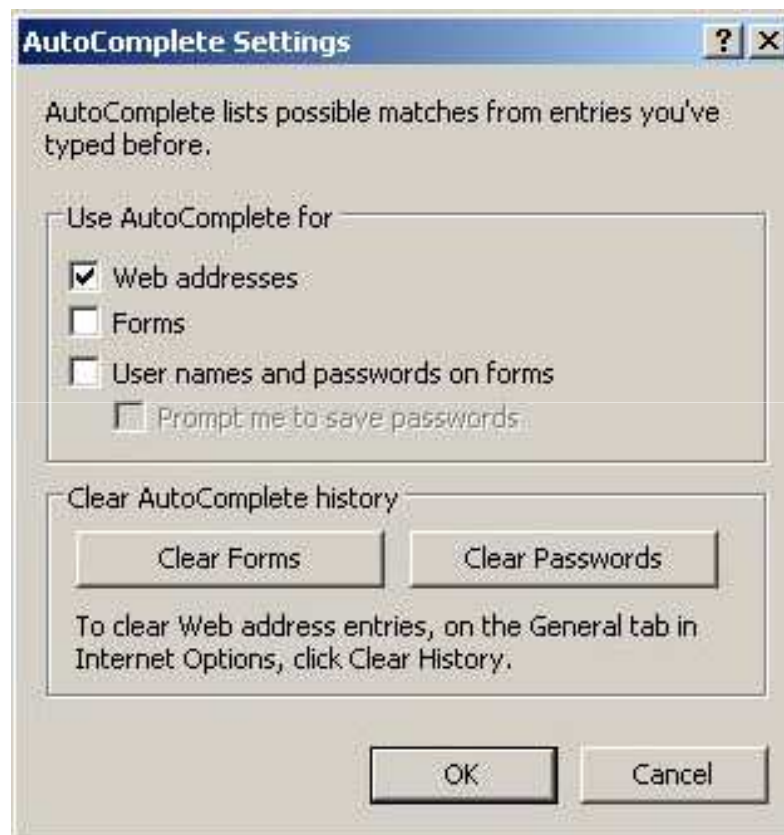 AutoComplete Settings
AutoComplete lists possible matches from entries you've
typed before.
Use AutoComplete for
Web addresses
Forms
User names and passwords on forms
Prompt me to save passwords
Clear AutoComplete history
Clear Forms Clear Passwords
To clear Web address entries, on the General tab in
Internet Options, click Clear History.
OK Cancel